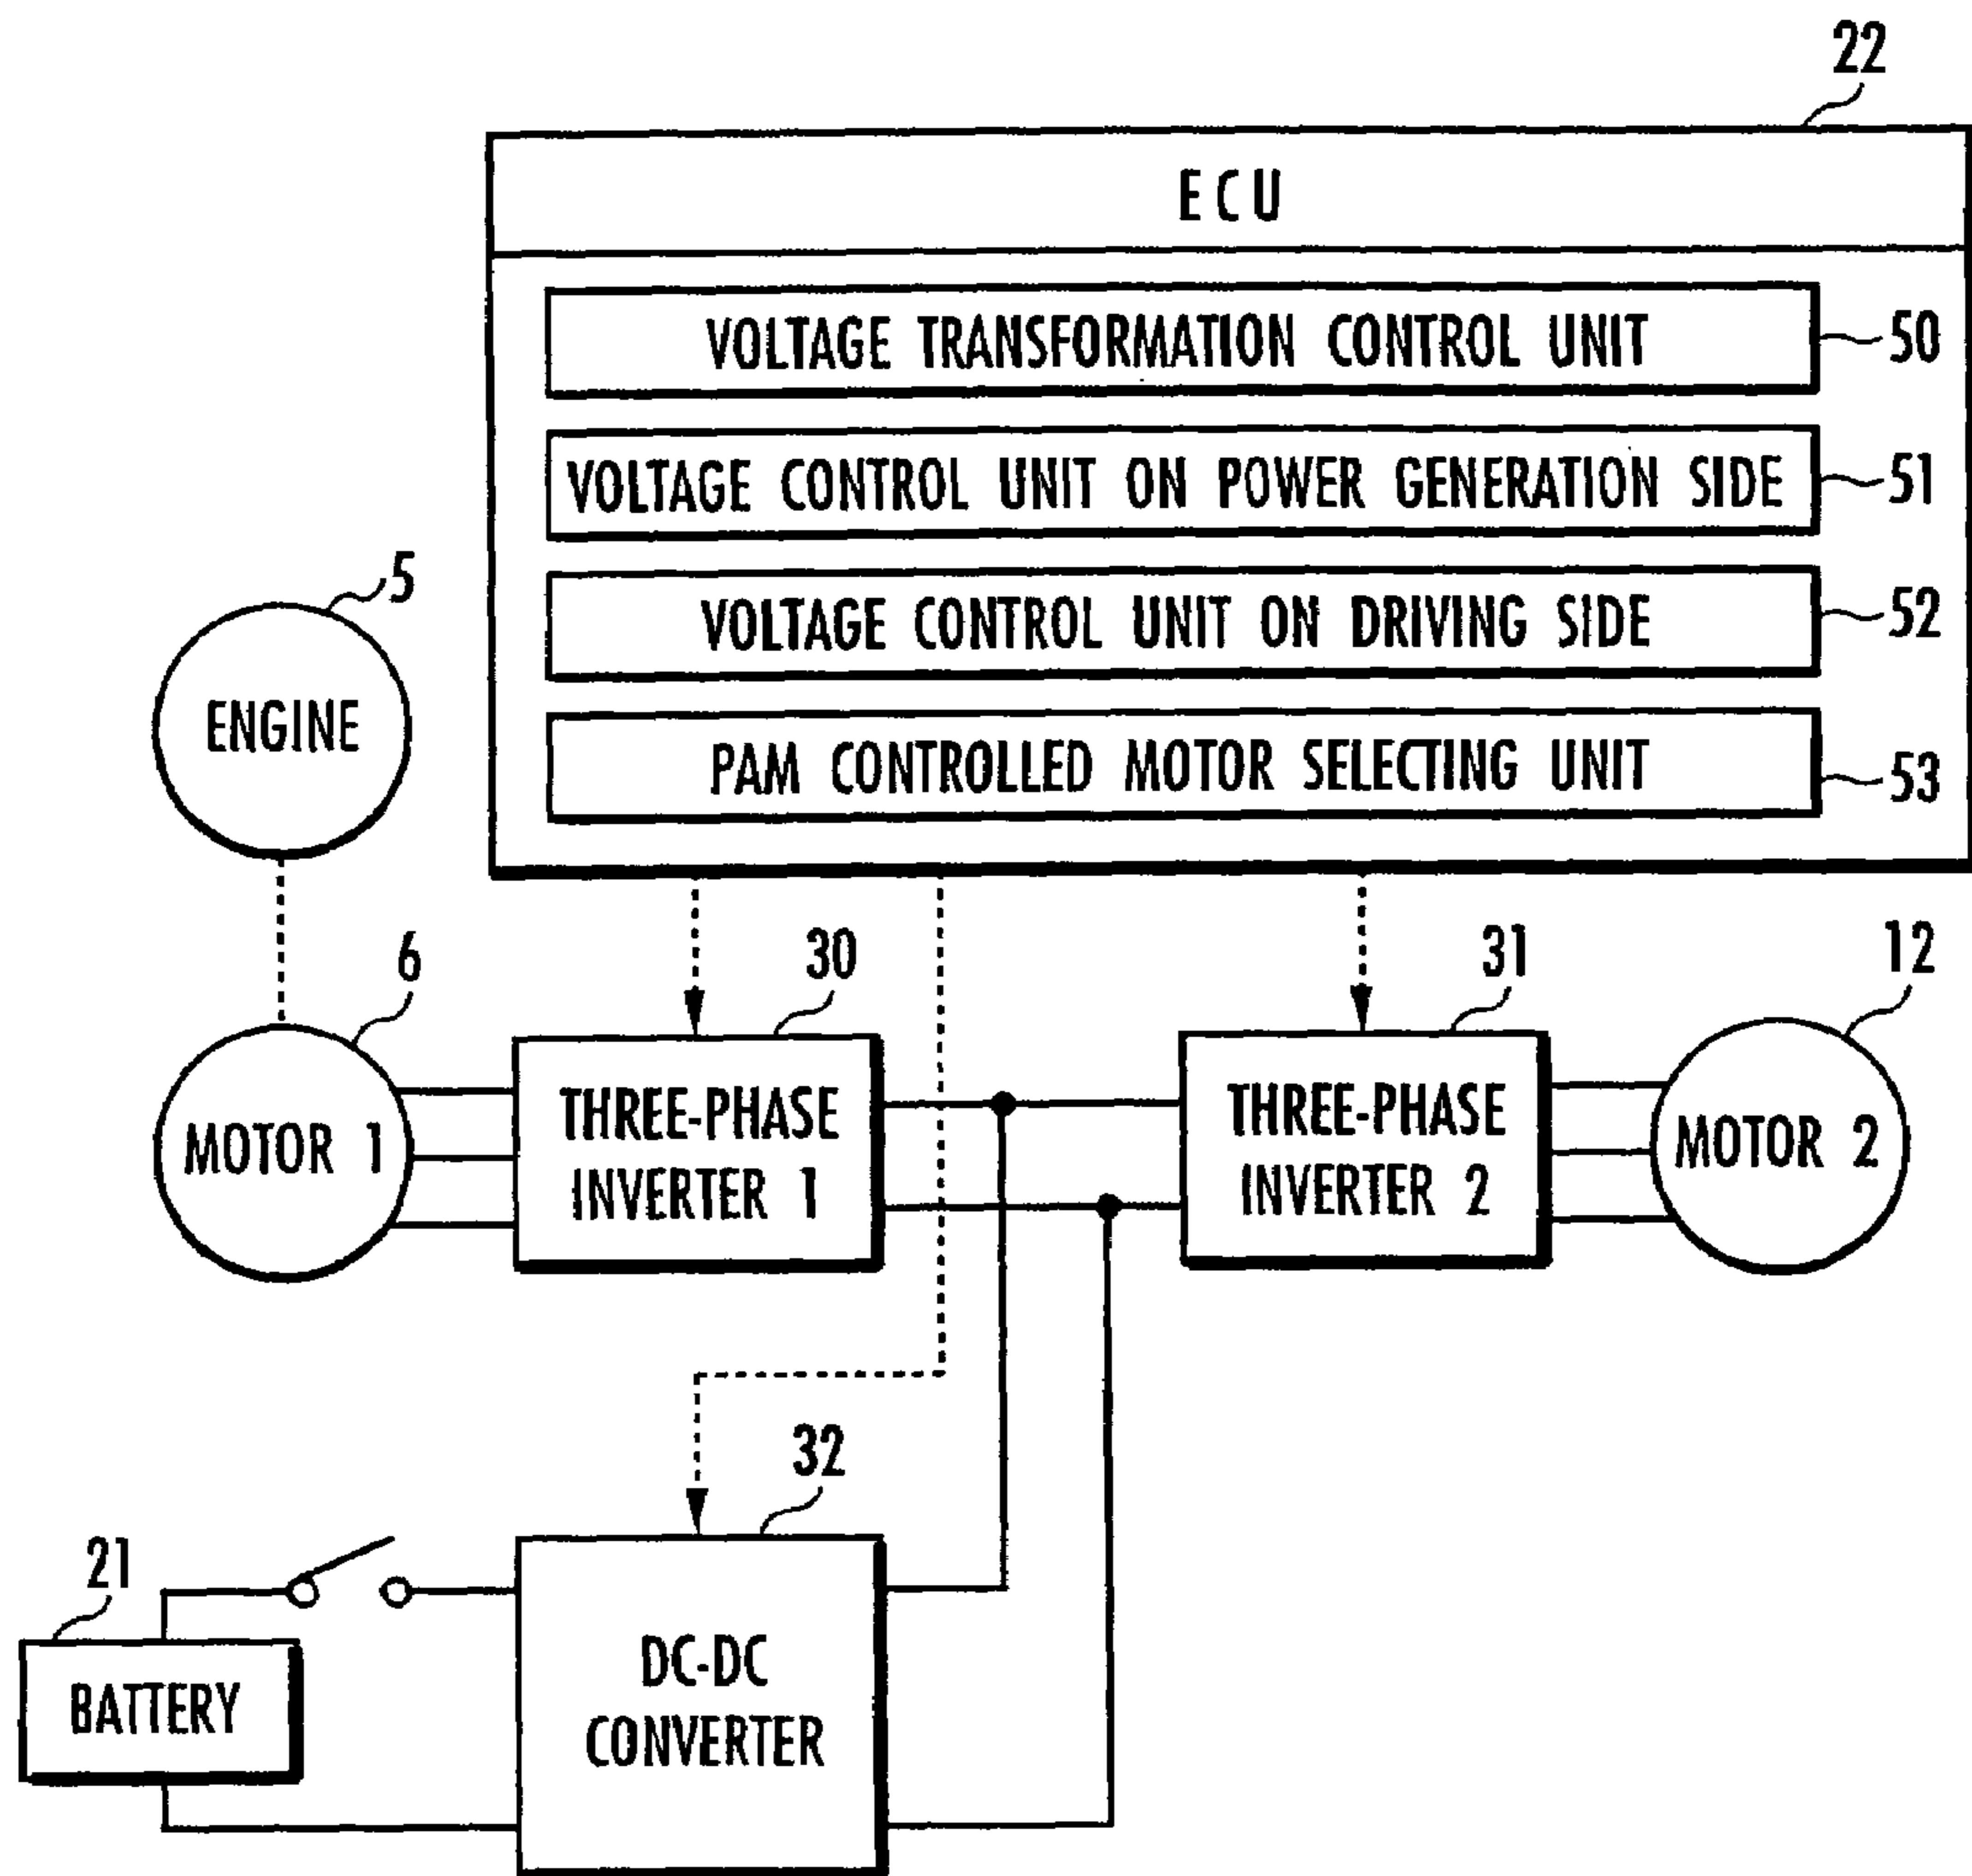 22
ECU
VOLTAGE TRANSFORMATION CONTROL UNIT
50
VOLTAGE CONTROL UNIT ON POWER GENERATION SIDE
51
VOLTAGE CONTROL UNIT ON DRIVING SIDE
52
PAM CONTROLLED MOTOR SELECTING UNIT
53
5
ENGINE
6
30
31
12
MOTOR 1
THREE-PHASE
INVERTER 1
THREE-PHASE
INVERTER 2
MOTOR 2
32
21
BATTERY
DC-DC
CONVERTER